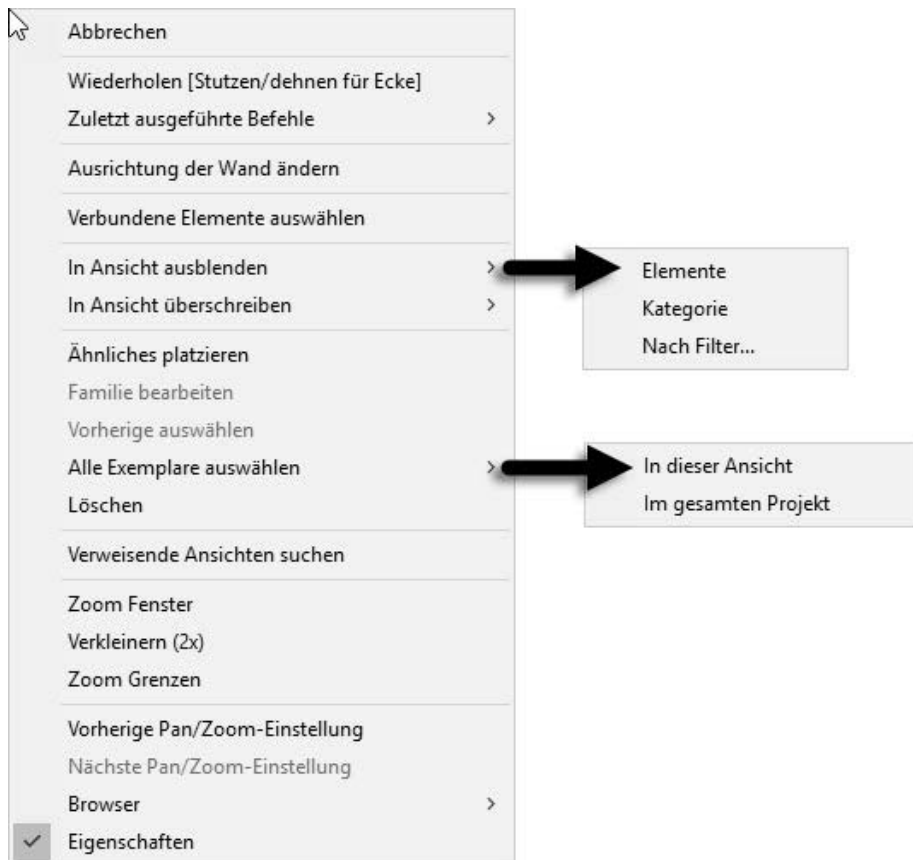 Abbrechen
Wiederholen [Stutzen/dehnen für Ecke]
Zuletzt ausgeführte Befehle
Ausrichtung der Wand ändern
Verbundene Elemente auswählen
In Ansicht ausblenden
In Ansicht überschreiben
Ähnliches platzieren
Familie bearbeiten
Vorherige auswählen
Alle Exemplare auswählen
Löschen
Verweisende Ansichten suchen
Zoom Fenster
Verkleinern (2x)
Zoom Grenzen
Vorherige Pan/Zoom-Einstellung
Nächste Pan/Zoom-Einstellung
Browser
Eigenschaften
Elemente
Kategorie
Nach Filter...
In dieser Ansicht
Im gesamten Projekt